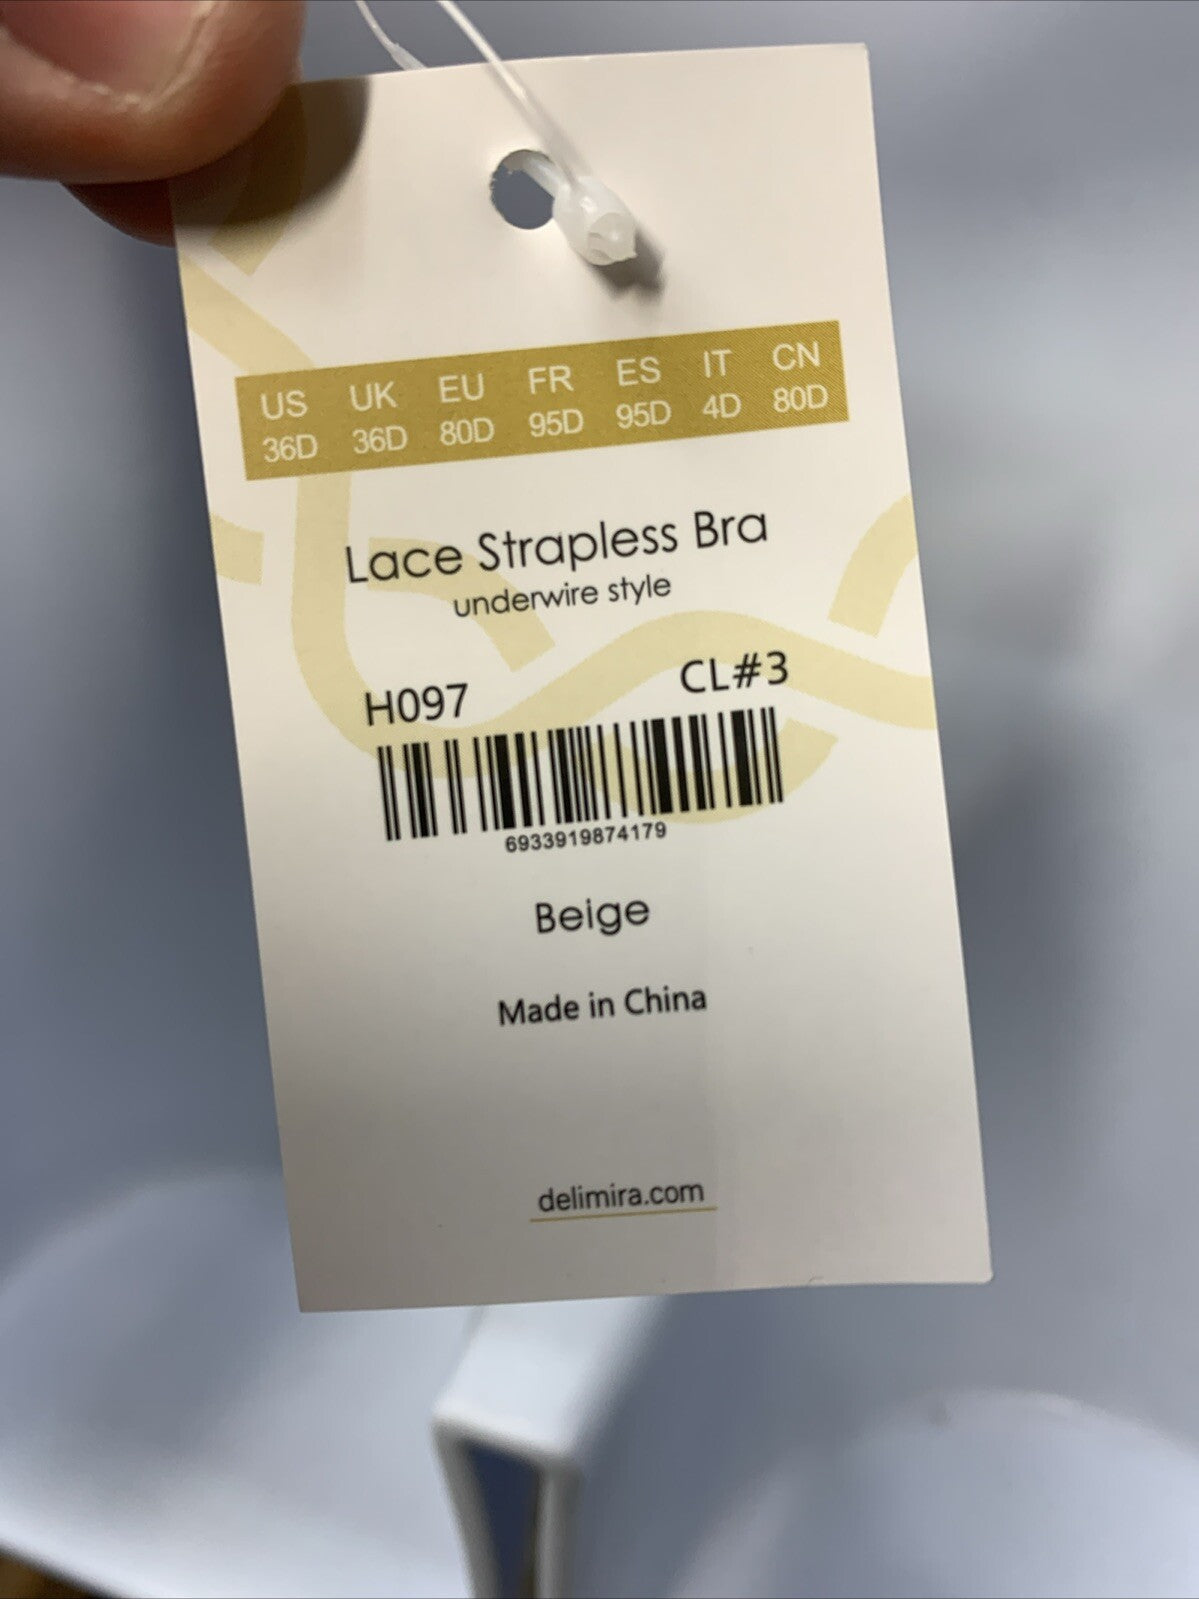 US UK EU FR ES IT CN
36D 36D 80D 95D 95D 4D 80D
Lace Strapless Bra
underwire style
H097 CL#3
6933919874179
Beige
Made in China
delimira.com